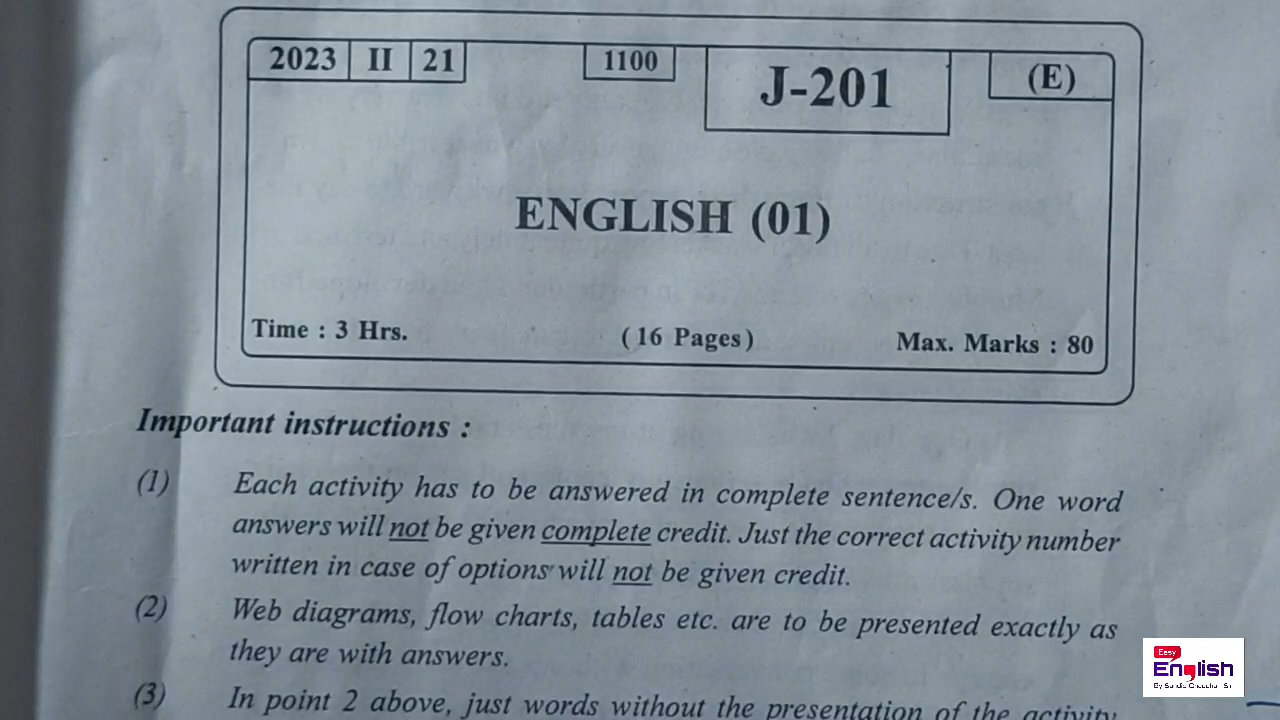 2023 II 21 1100 J-201 (E)
ENGLISH (01)
Time : 3 Hrs. (16 Pages) Max. Marks : 80
Important instructions :
(1) Each activity has to be answered in complete sentence/s. One word
answers will not be given complete credit. Just the correct activity number
written in case of options will not be given credit.
(2) Web diagrams, flow charts, tables etc. are to be presented exactly as
they are with answers.
(3) In point 2 above, just words without the presentation of the activity
Easy
English